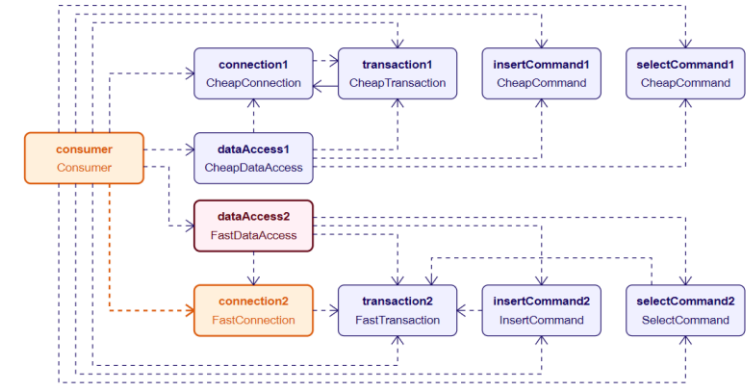 connection1
CheapConnection
transaction1
CheapTransaction
insertCommand1
CheapCommand
selectCommand1
CheapCommand
consumer
Consumer
dataAccess1
CheapDataAccess
dataAccess2
FastDataAccess
connection2
FastConnection
transaction2
FastTransaction
insertCommand2
InsertCommand
selectCommand2
SelectCommand